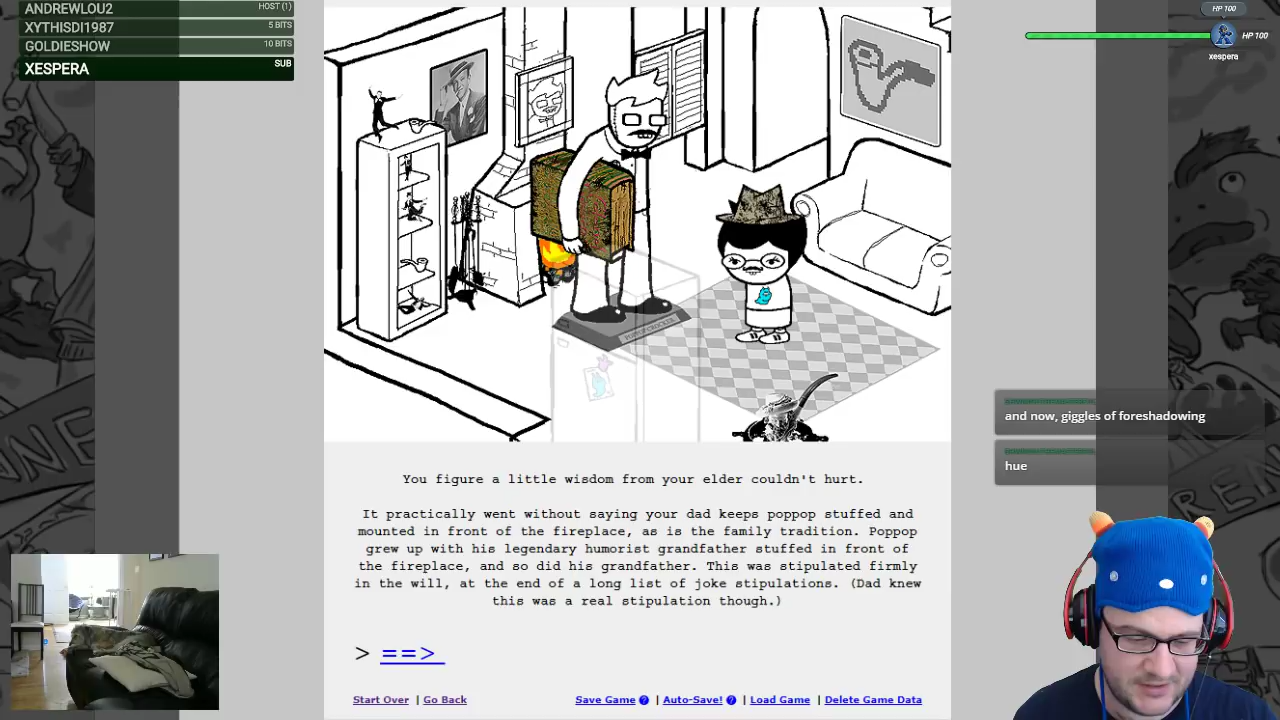 ANDREWLOU2
HOST (1)
XYTHISDI1987
5 BITS
GOLDIESHOW
10 BITS
XESPERA
SUB
HP 100
HP 100
xespera
POPPOP CROCKER
and now, giggles of foreshadowing
hue
You figure a little wisdom from your elder couldn't hurt.
It practically went without saying your dad keeps poppop stuffed and
mounted in front of the fireplace, as is the family tradition. Poppop
grew up with his legendary humorist grandfather stuffed in front of
the fireplace, and so did his grandfather. This was stipulated firmly
in the will, at the end of a long list of joke stipulations. (Dad knew
this was a real stipulation though.)
> ==>
Start Over | Go Back
Save Game ? | Auto-Save! ? | Load Game | Delete Game Data